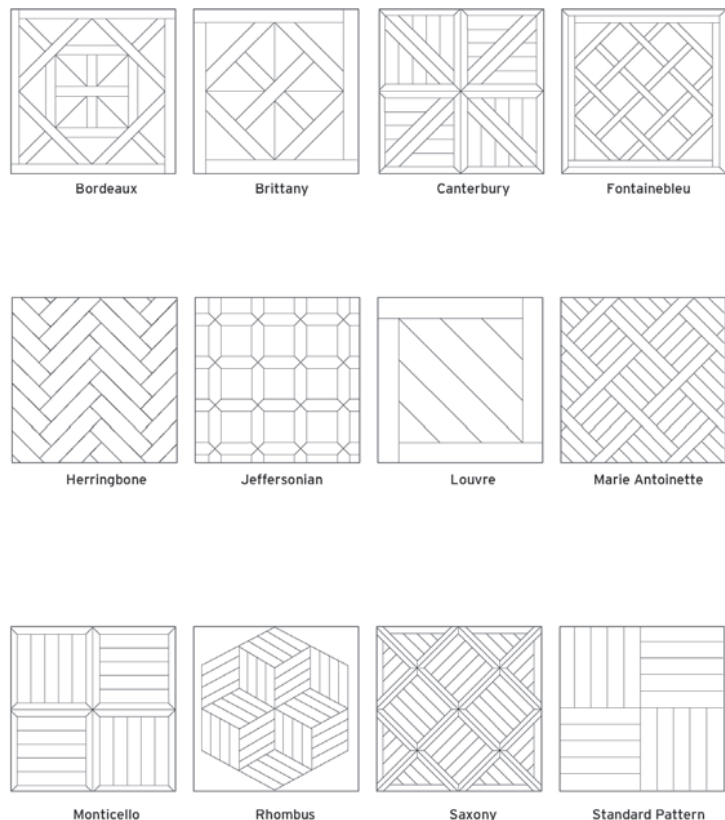 Bordeaux
Brittany
Canterbury
Fontainebleu
Herringbone
Jeffersonian
Louvre
Marie Antoinette
Monticello
Rhombus
Saxony
Standard Pattern